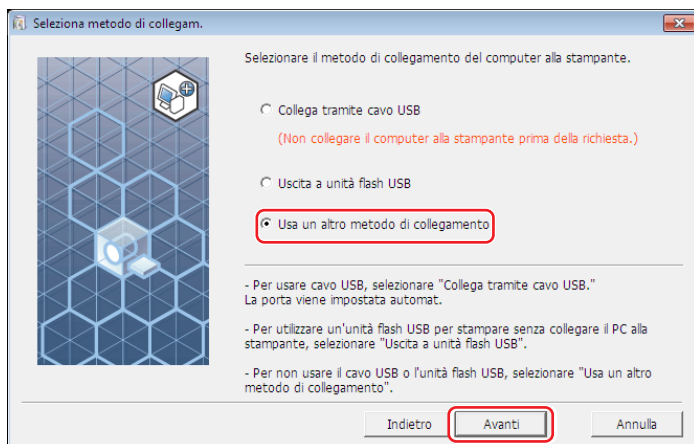 Seleziona metodo di collegam.
Selezionare il metodo di collegamento del computer alla stampante.
Collega tramite cavo USB
(Non collegare il computer alla stampante prima della richiesta.)
Uscita a unità flash USB
Usa un altro metodo di collegamento
- Per usare cavo USB, selezionare "Collega tramite cavo USB."
La porta viene impostata automat.
- Per utilizzare un'unità flash USB per stampare senza collegare il PC alla
stampante, selezionare "Uscita a unità flash USB".
- Per non usare il cavo USB o l'unità flash USB, selezionare "Usa un altro
metodo di collegamento".
Indietro Avanti Annulla